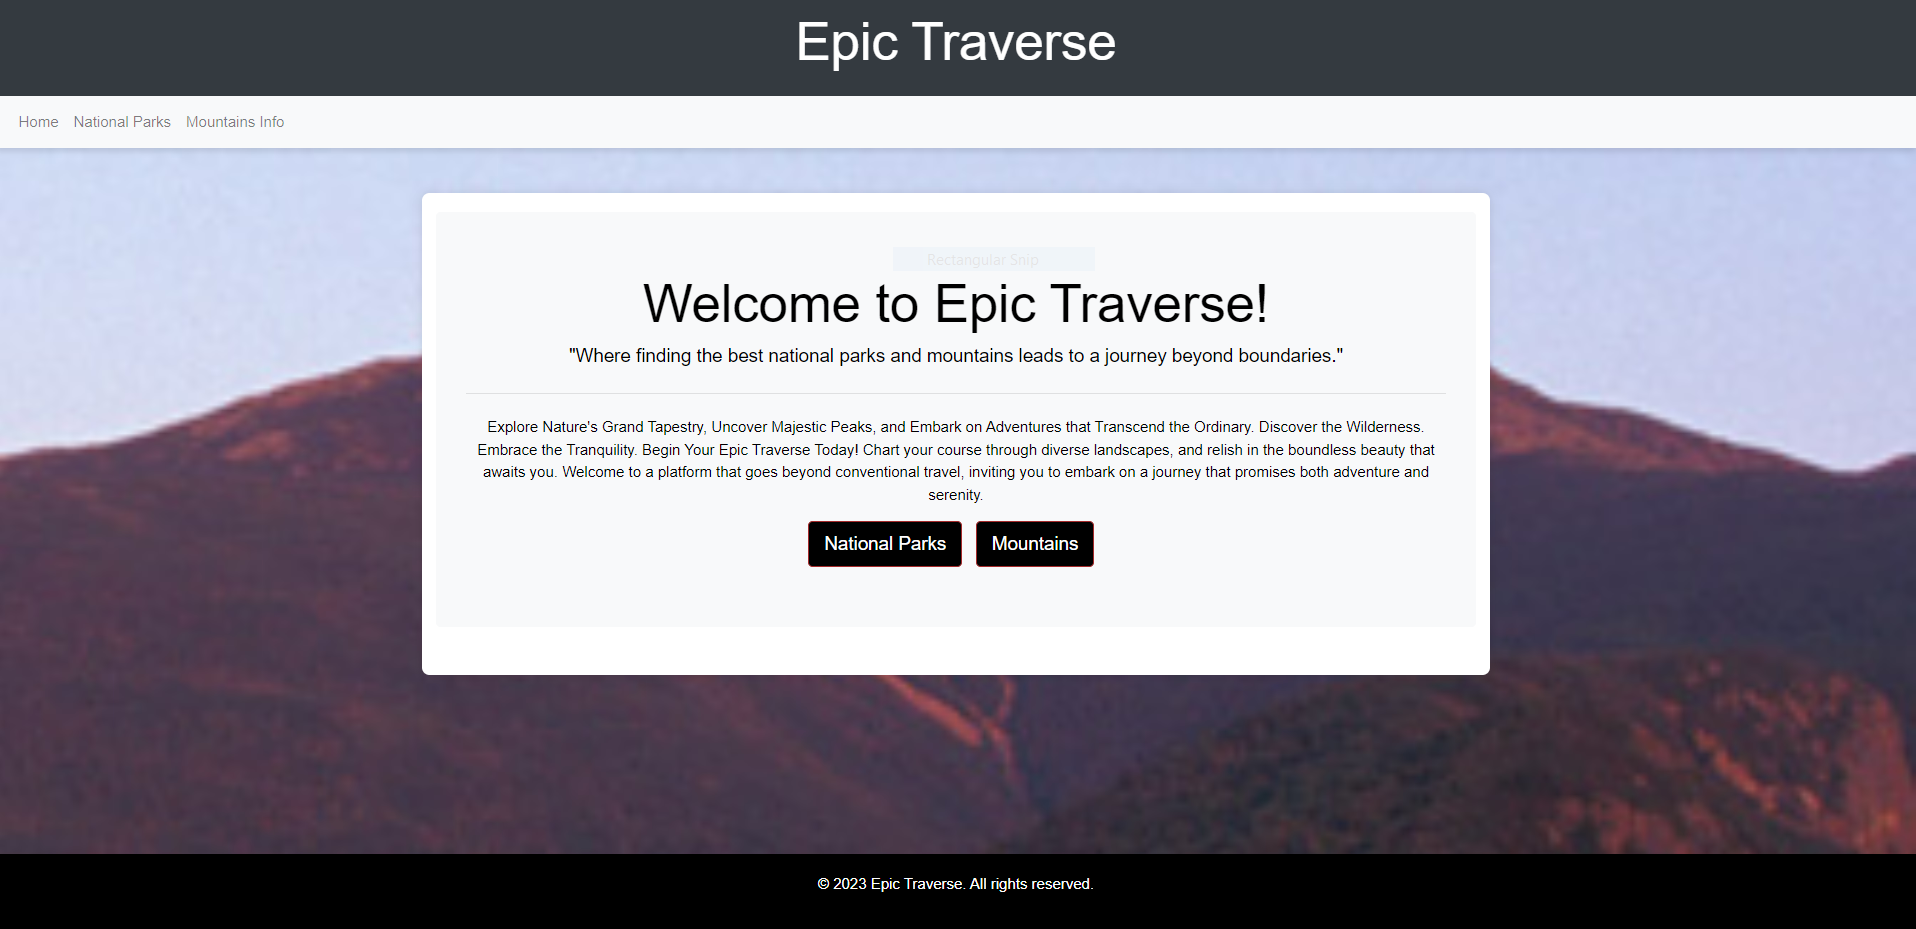 Epic Traverse
Home National Parks Mountains Info
Rectangular Snip
Welcome to Epic Traverse!
"Where finding the best national parks and mountains leads to a journey beyond boundaries."
Explore Nature's Grand Tapestry, Uncover Majestic Peaks, and Embark on Adventures that Transcend the Ordinary. Discover the Wilderness.
Embrace the Tranquility. Begin Your Epic Traverse Today! Chart your course through diverse landscapes, and relish in the boundless beauty that
awaits you. Welcome to a platform that goes beyond conventional travel, inviting you to embark on a journey that promises both adventure and
serenity.
National Parks Mountains
© 2023 Epic Traverse. All rights reserved.